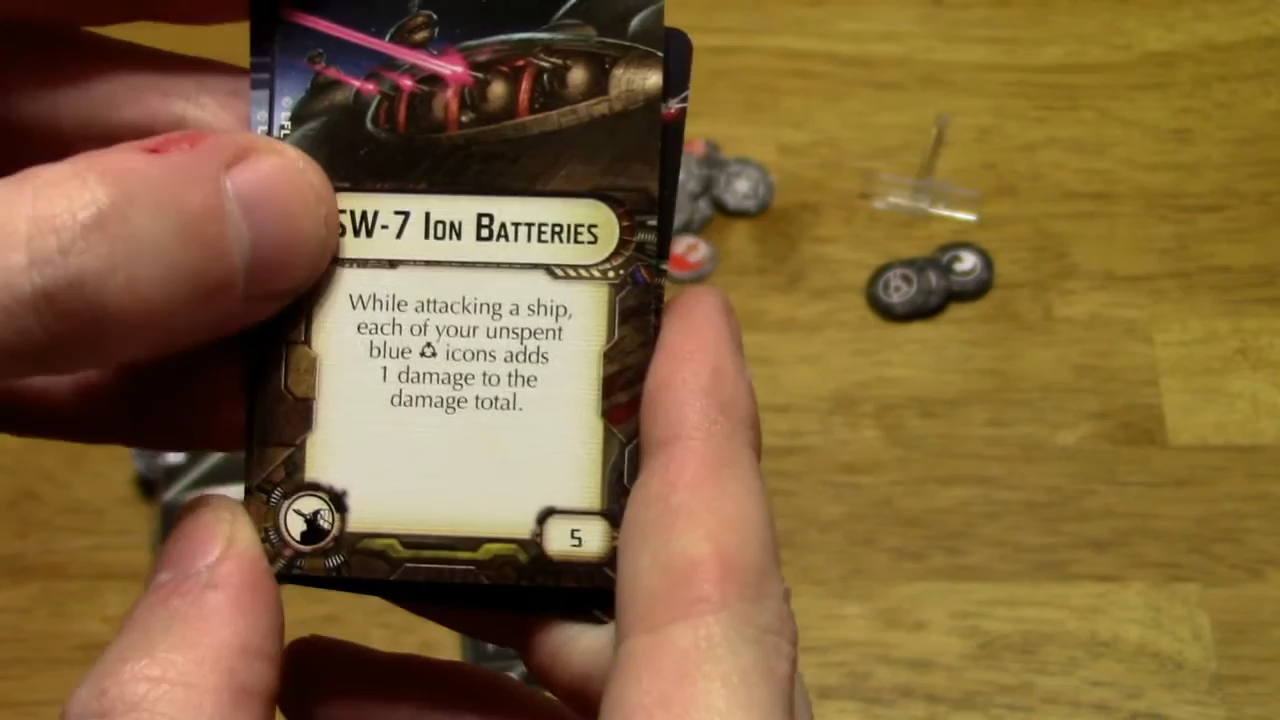 SW-7 Ion Batteries
While attacking a ship,
each of your unspent
blue icons adds
1 damage to the
damage total.
5